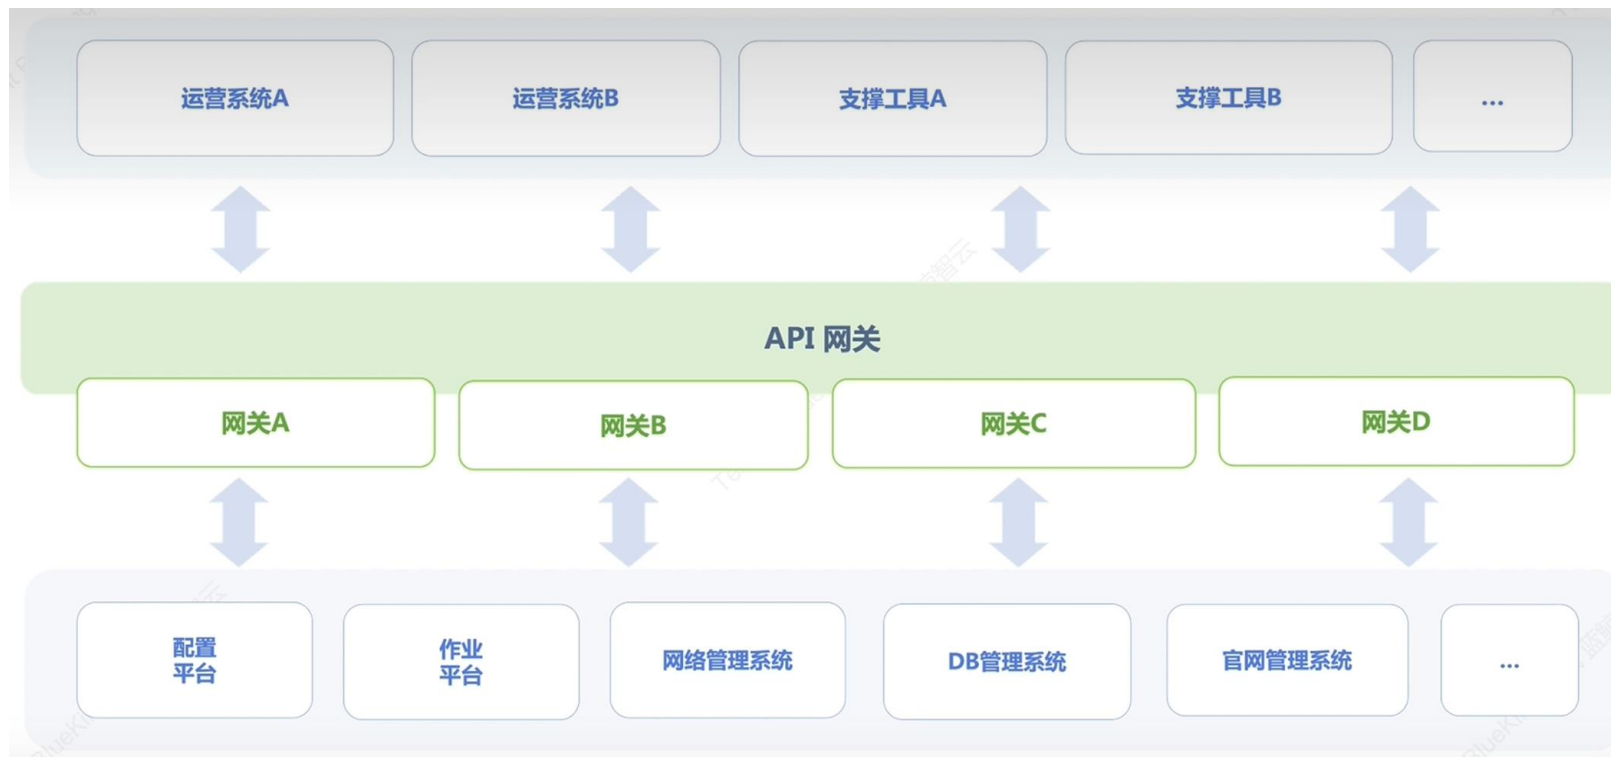 运营系统A
运营系统B
支撑工具A
支撑工具B
...
API 网关
网关A
网关B
网关C
网关D
配置
平台
作业
平台
网络管理系统
DB管理系统
官网管理系统
...